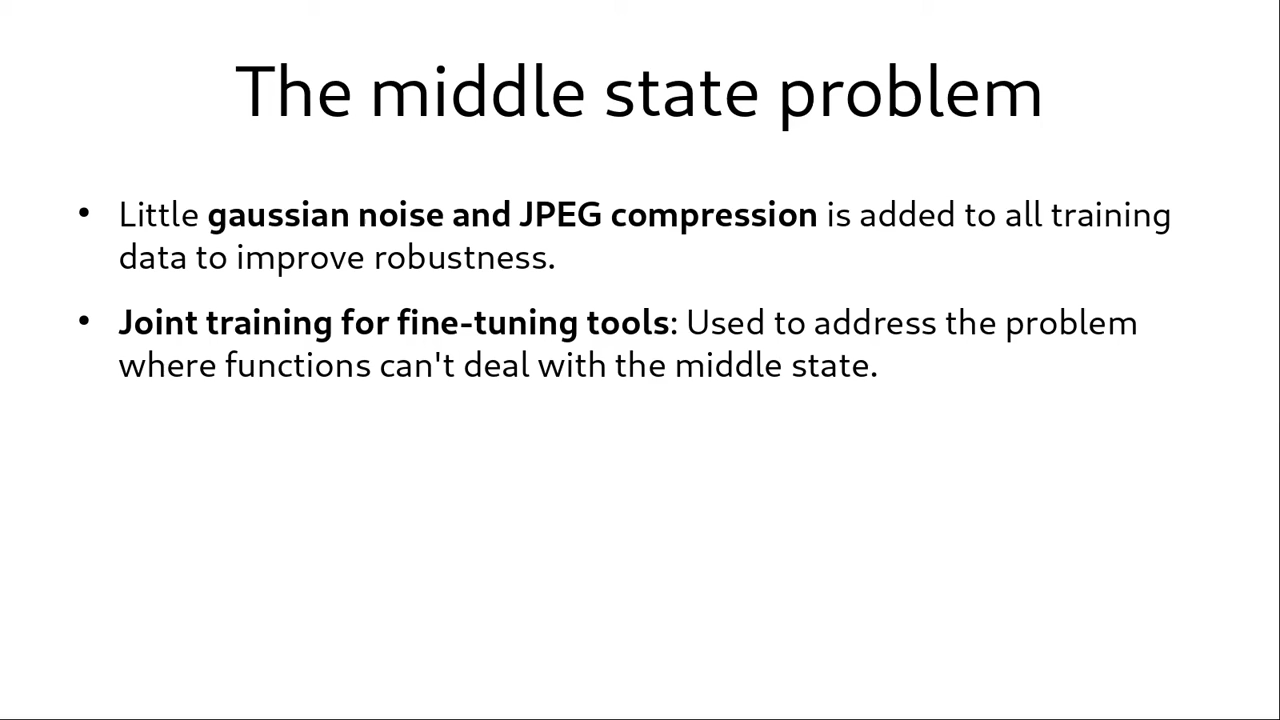 The middle state problem
• Little gaussian noise and JPEG compression is added to all training
data to improve robustness.
• Joint training for fine-tuning tools: Used to address the problem
where functions can't deal with the middle state.